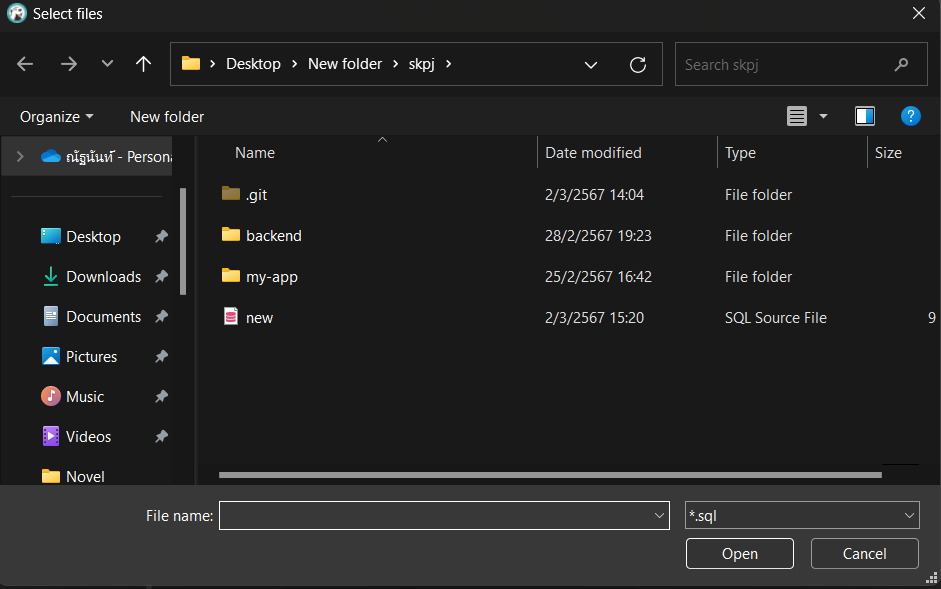 Select files
Desktop New folder skpj
Search skpj
Organize New folder
Name Date modified Type Size
ณัฐนันท์ - Persona
.git 2/3/2567 14:04 File folder
backend 28/2/2567 19:23 File folder
my-app 25/2/2567 16:42 File folder
new 2/3/2567 15:20 SQL Source File 9
Desktop
Downloads
Documents
Pictures
Music
Videos
Novel
File name: *.sql
Open Cancel